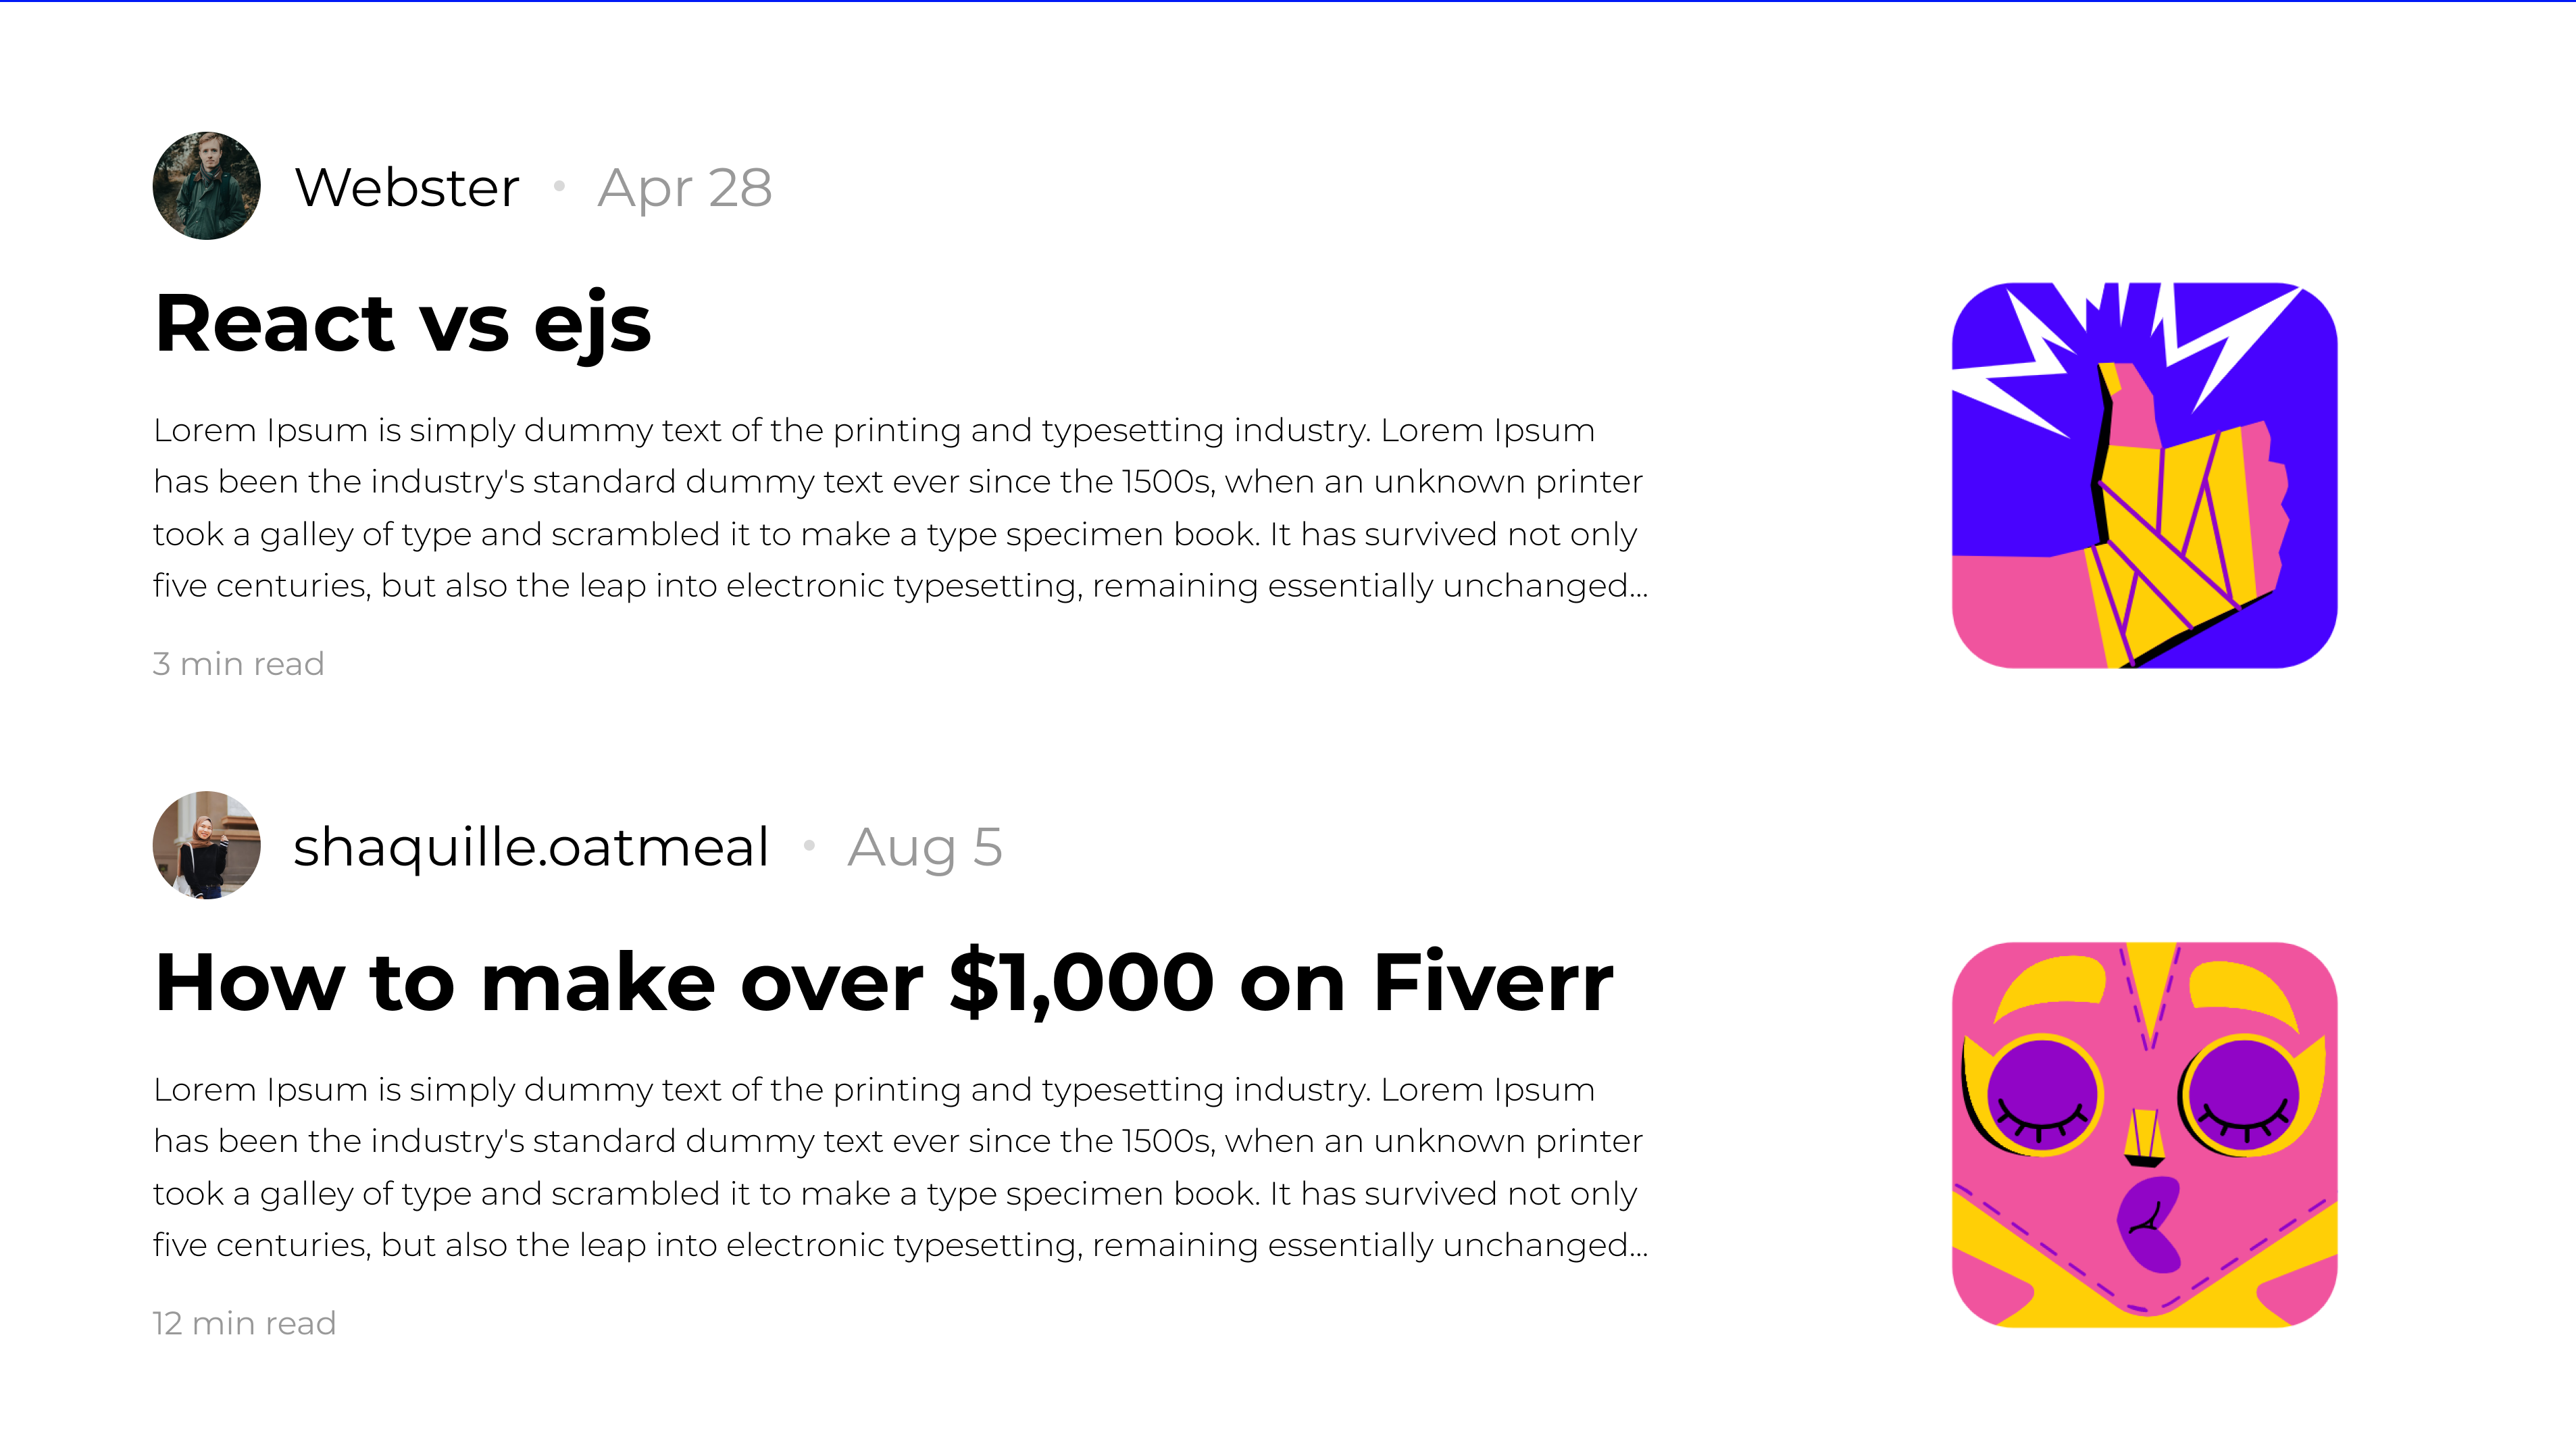 Webster • Apr 28
React vs ejs
Lorem Ipsum is simply dummy text of the printing and typesetting industry. Lorem Ipsum
has been the industry's standard dummy text ever since the 1500s, when an unknown printer
took a galley of type and scrambled it to make a type specimen book. It has survived not only
five centuries, but also the leap into electronic typesetting, remaining essentially unchanged...
3 min read
shaquille.oatmeal • Aug 5
How to make over $1,000 on Fiverr
Lorem Ipsum is simply dummy text of the printing and typesetting industry. Lorem Ipsum
has been the industry's standard dummy text ever since the 1500s, when an unknown printer
took a galley of type and scrambled it to make a type specimen book. It has survived not only
five centuries, but also the leap into electronic typesetting, remaining essentially unchanged...
12 min read